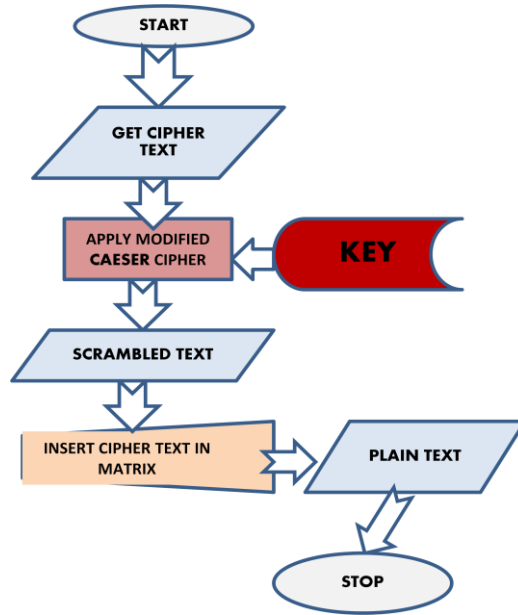 START
GET CIPHER
TEXT
APPLY MODIFIED
CAESER CIPHER
KEY
SCRAMBLED TEXT
INSERT CIPHER TEXT IN
MATRIX
PLAIN TEXT
STOP